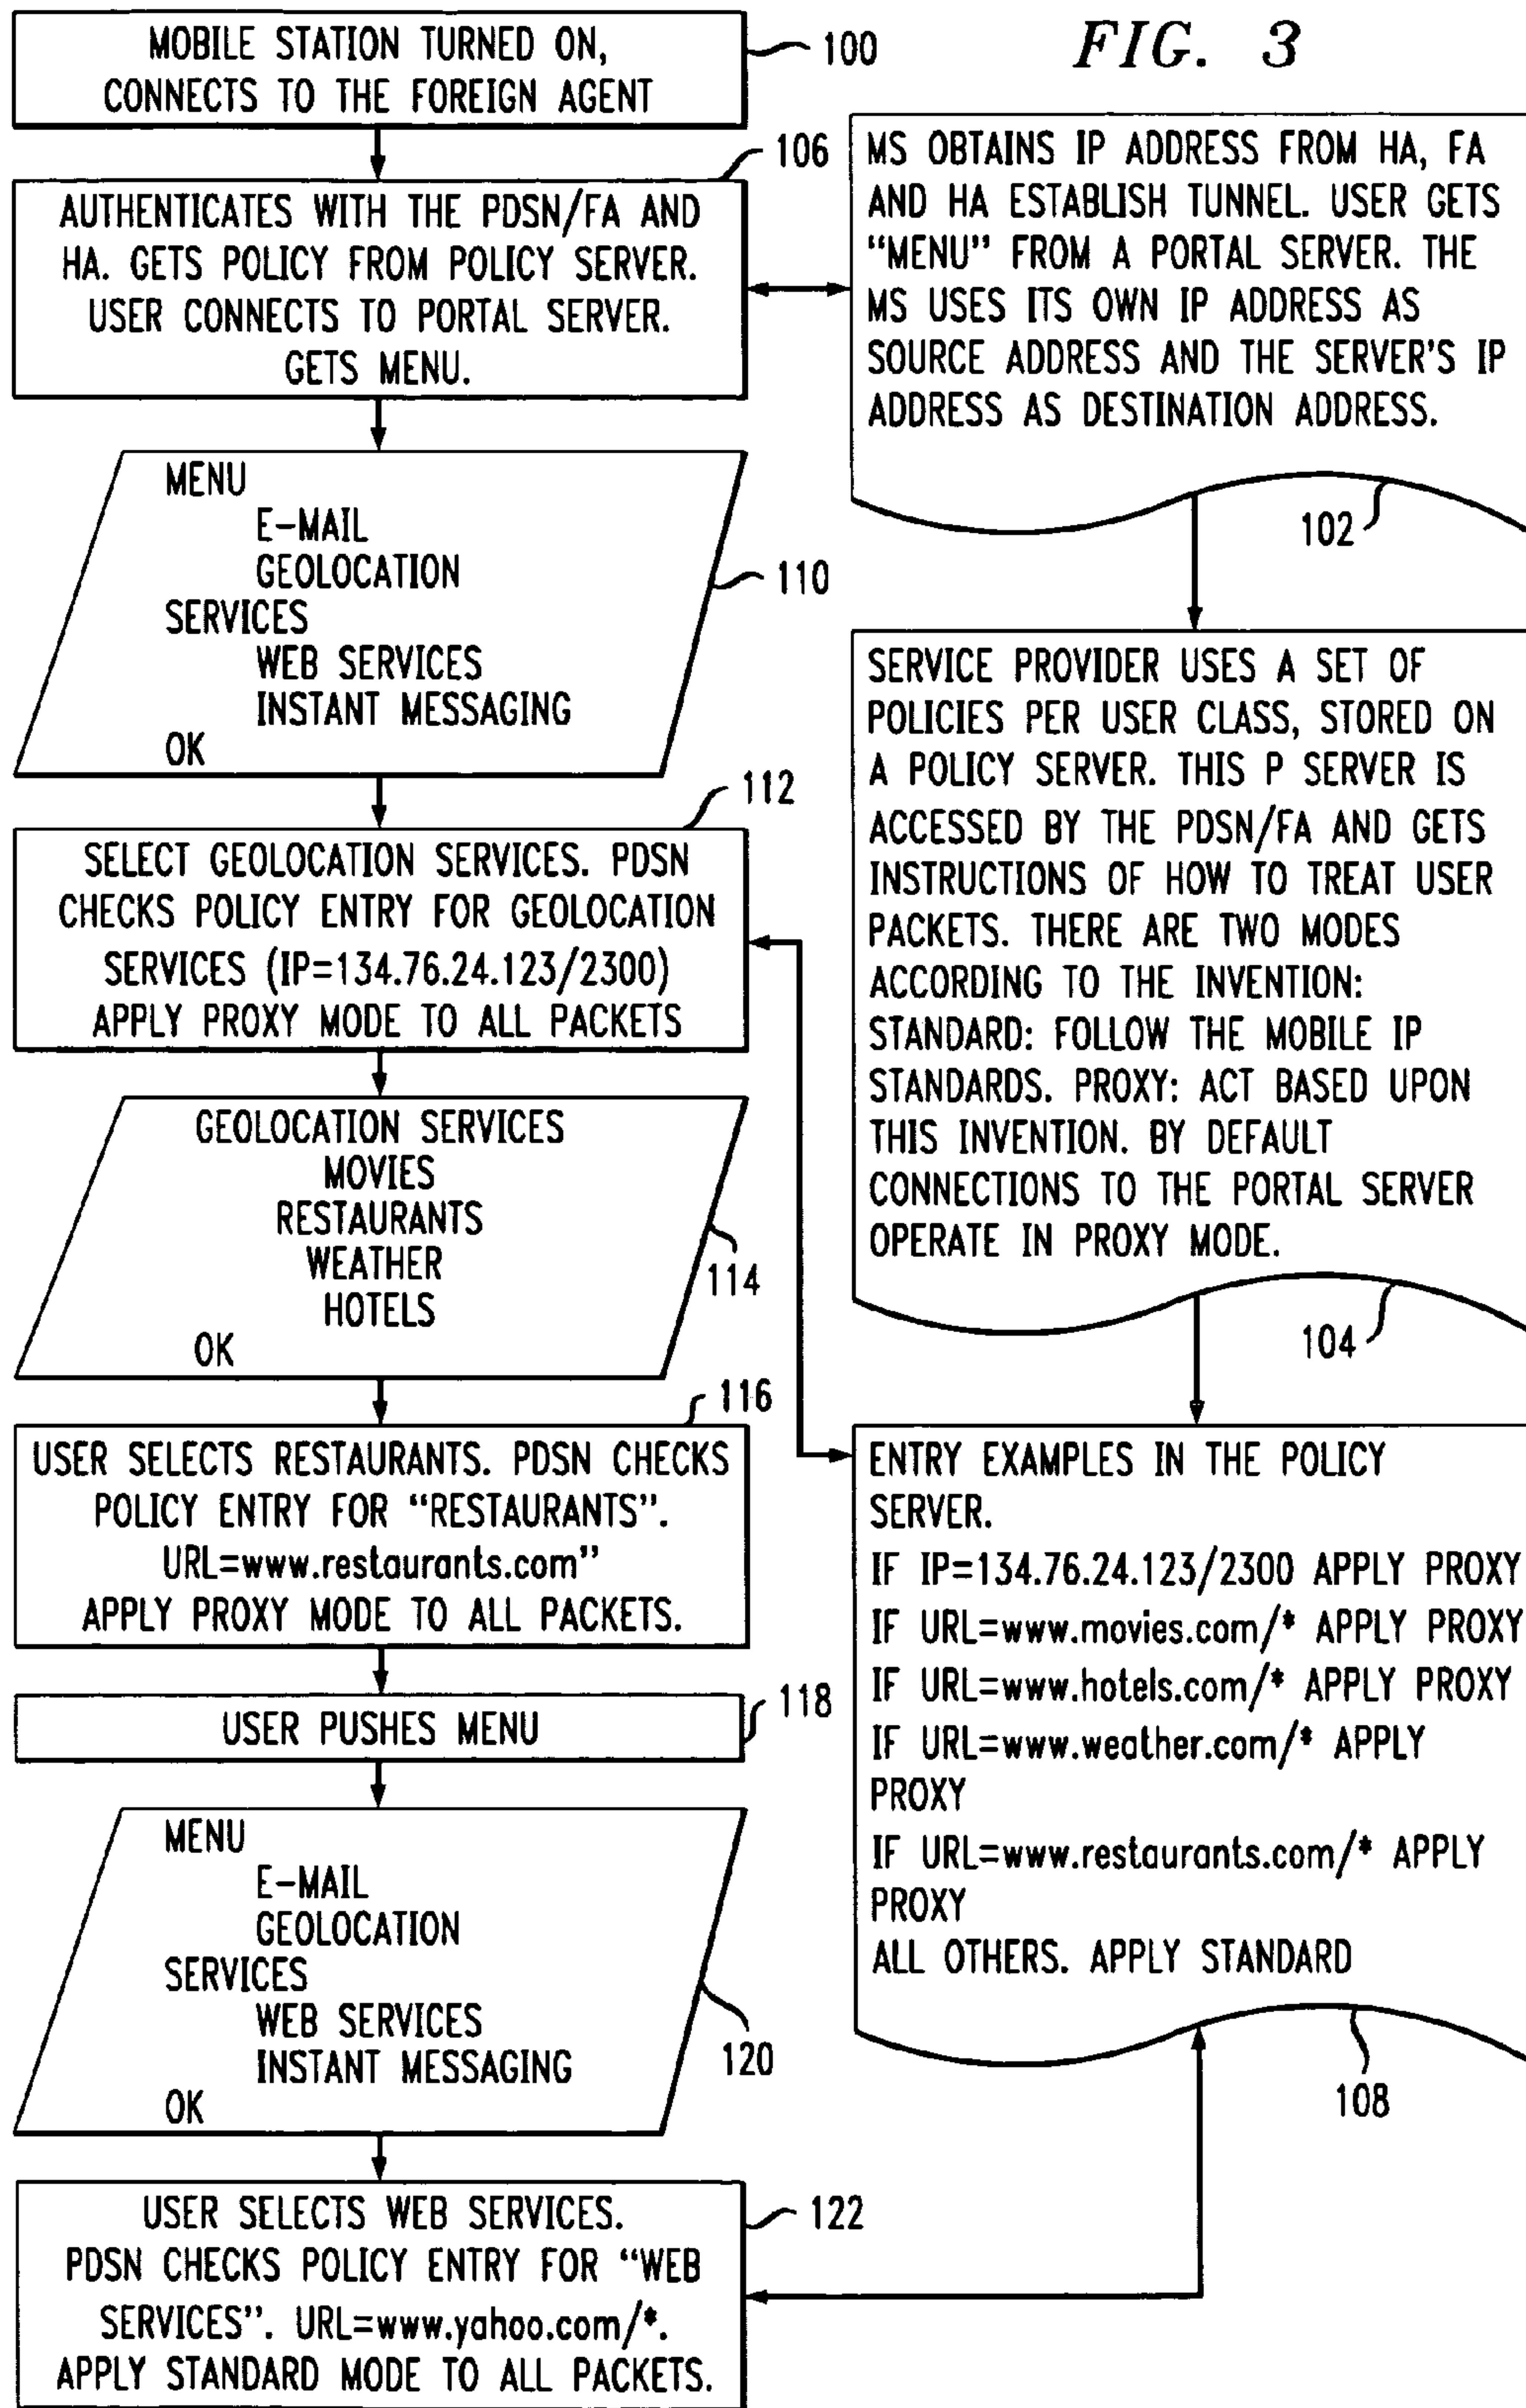 FIG. 3
MOBILE STATION TURNED ON,
CONNECTS TO THE FOREIGN AGENT
100
106
AUTHENTICATES WITH THE PDSN/FA AND
HA. GETS POLICY FROM POLICY SERVER.
USER CONNECTS TO PORTAL SERVER.
GETS MENU.
MENU
E-MAIL
GEOLOCATION
SERVICES
WEB SERVICES
INSTANT MESSAGING
OK
110
112
SELECT GEOLOCATION SERVICES. PDSN
CHECKS POLICY ENTRY FOR GEOLOCATION
SERVICES (IP=134.76.24.123/2300)
APPLY PROXY MODE TO ALL PACKETS
GEOLOCATION SERVICES
MOVIES
RESTAURANTS
WEATHER
HOTELS
OK
114
116
USER SELECTS RESTAURANTS. PDSN CHECKS
POLICY ENTRY FOR “RESTAURANTS”.
URL=www.restaurants.com”
APPLY PROXY MODE TO ALL PACKETS.
USER PUSHES MENU
118
MENU
E-MAIL
GEOLOCATION
SERVICES
WEB SERVICES
INSTANT MESSAGING
OK
120
USER SELECTS WEB SERVICES.
PDSN CHECKS POLICY ENTRY FOR “WEB
SERVICES”. URL=www.yahoo.com/*.
APPLY STANDARD MODE TO ALL PACKETS.
122
MS OBTAINS IP ADDRESS FROM HA, FA
AND HA ESTABLISH TUNNEL. USER GETS
“MENU” FROM A PORTAL SERVER. THE
MS USES ITS OWN IP ADDRESS AS
SOURCE ADDRESS AND THE SERVER'S IP
ADDRESS AS DESTINATION ADDRESS.
102
SERVICE PROVIDER USES A SET OF
POLICIES PER USER CLASS, STORED ON
A POLICY SERVER. THIS P SERVER IS
ACCESSED BY THE PDSN/FA AND GETS
INSTRUCTIONS OF HOW TO TREAT USER
PACKETS. THERE ARE TWO MODES
ACCORDING TO THE INVENTION:
STANDARD: FOLLOW THE MOBILE IP
STANDARDS. PROXY: ACT BASED UPON
THIS INVENTION. BY DEFAULT
CONNECTIONS TO THE PORTAL SERVER
OPERATE IN PROXY MODE.
104
ENTRY EXAMPLES IN THE POLICY
SERVER.
IF IP=134.76.24.123/2300 APPLY PROXY
IF URL=www.movies.com/* APPLY PROXY
IF URL=www.hotels.com/* APPLY PROXY
IF URL=www.weather.com/* APPLY
PROXY
IF URL=www.restaurants.com/* APPLY
PROXY
ALL OTHERS. APPLY STANDARD
108